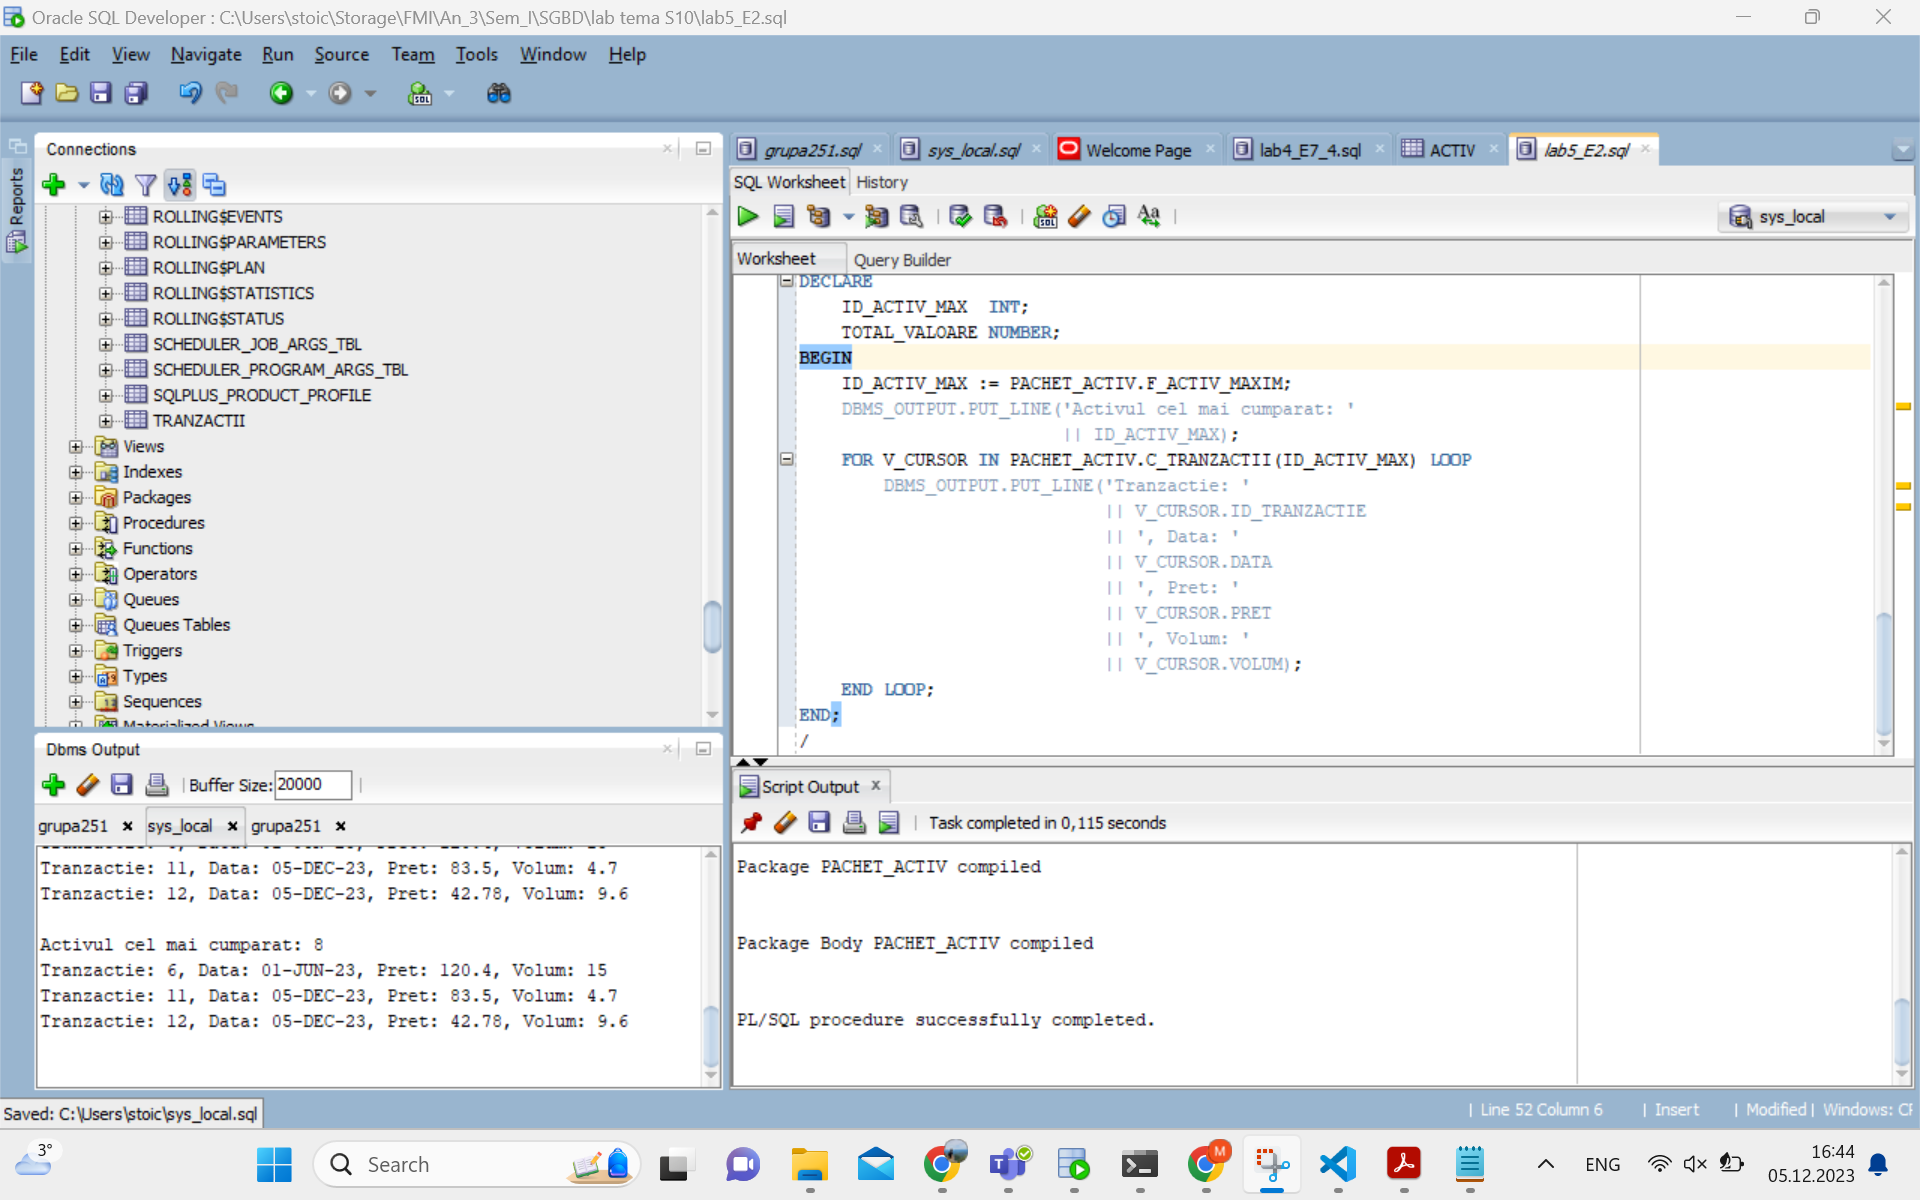 Oracle SQL Developer : C:\Users\stoic\Storage\FMI\An_3\Sem_I\SGBD\lab tema S10\lab5_E2.sql
File Edit View Navigate Run Source Team Tools Window Help
Reports
Connections
ROLLING$EVENTS
ROLLING$PARAMETERS
ROLLING$PLAN
ROLLING$STATISTICS
ROLLING$STATUS
SCHEDULER_JOB_ARGS_TBL
SCHEDULER_PROGRAM_ARGS_TBL
SQLPLUS_PRODUCT_PROFILE
TRANZACTII
Views
Indexes
Packages
Procedures
Functions
Operators
Queues
Queues Tables
Triggers
Types
Sequences
Materialized Views
Dbms Output
Buffer Size: 20000
grupa251 sys_local grupa251
Tranzactie: 11, Data: 05-DEC-23, Pret: 83.5, Volum: 4.7
Tranzactie: 12, Data: 05-DEC-23, Pret: 42.78, Volum: 9.6
Activul cel mai cumparat: 8
Tranzactie: 6, Data: 01-JUN-23, Pret: 120.4, Volum: 15
Tranzactie: 11, Data: 05-DEC-23, Pret: 83.5, Volum: 4.7
Tranzactie: 12, Data: 05-DEC-23, Pret: 42.78, Volum: 9.6
grupa251.sql sys_local.sql Welcome Page lab4_E7_4.sql ACTIV lab5_E2.sql
SQL Worksheet History
sys_local
Worksheet Query Builder
DECLARE
ID_ACTIV_MAX INT;
TOTAL_VALOARE NUMBER;
BEGIN
ID_ACTIV_MAX := PACHET_ACTIV.F_ACTIV_MAXIM;
DBMS_OUTPUT.PUT_LINE('Activul cel mai cumparat: '
|| ID_ACTIV_MAX);
FOR V_CURSOR IN PACHET_ACTIV.C_TRANZACTII(ID_ACTIV_MAX) LOOP
DBMS_OUTPUT.PUT_LINE('Tranzactie: '
|| V_CURSOR.ID_TRANZACTIE
|| ', Data: '
|| V_CURSOR.DATA
|| ', Pret: '
|| V_CURSOR.PRET
|| ', Volum: '
|| V_CURSOR.VOLUM);
END LOOP;
END;
/
Script Output
Task completed in 0,115 seconds
Package PACHET_ACTIV compiled
Package Body PACHET_ACTIV compiled
PL/SQL procedure successfully completed.
Saved: C:\Users\stoic\sys_local.sql
| Line 52 Column 6 | Insert | Modified | Windows: CF
3°
Search
M
ENG
16:44
05.12.2023